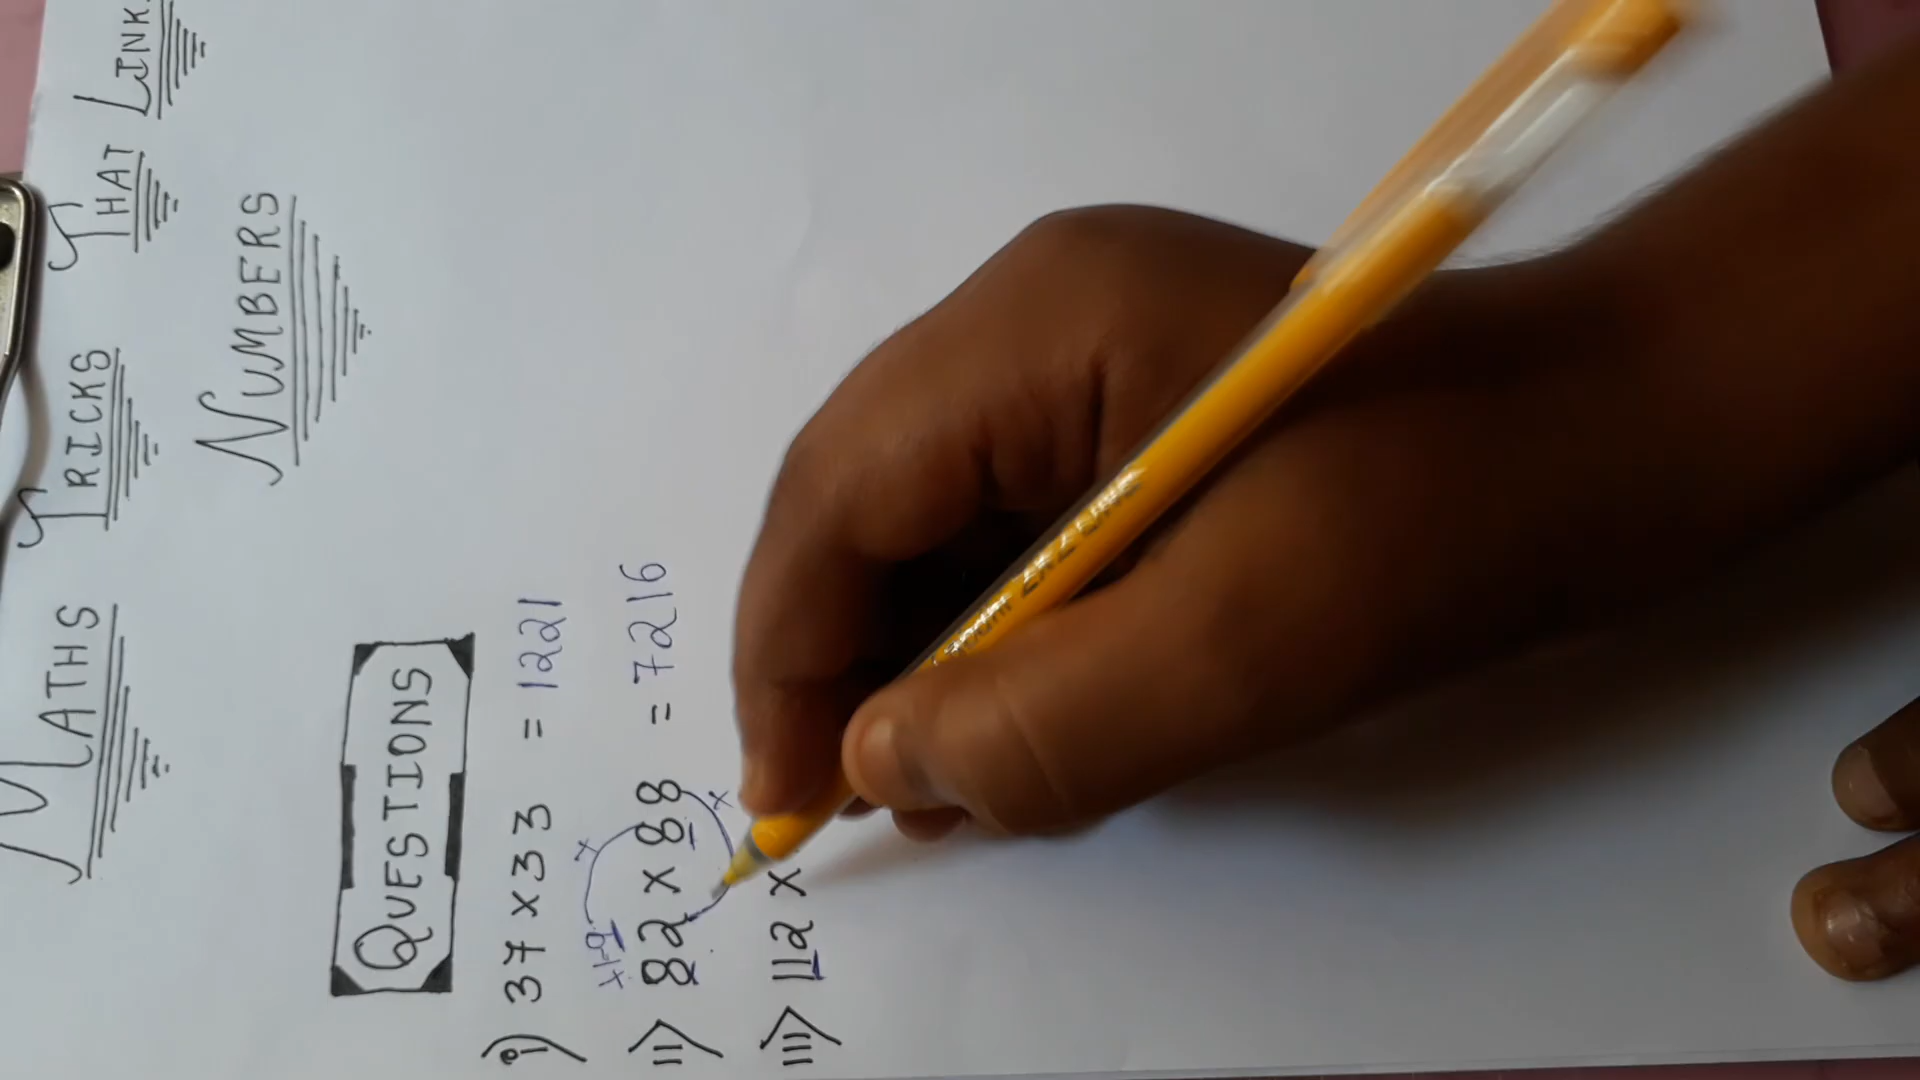 MATHS TRICKS THAT LINK
NUMBERS
QUESTIONS
i) 37 x 33 = 1221
ii) 82 x 88 = 7216
iii) 112 x